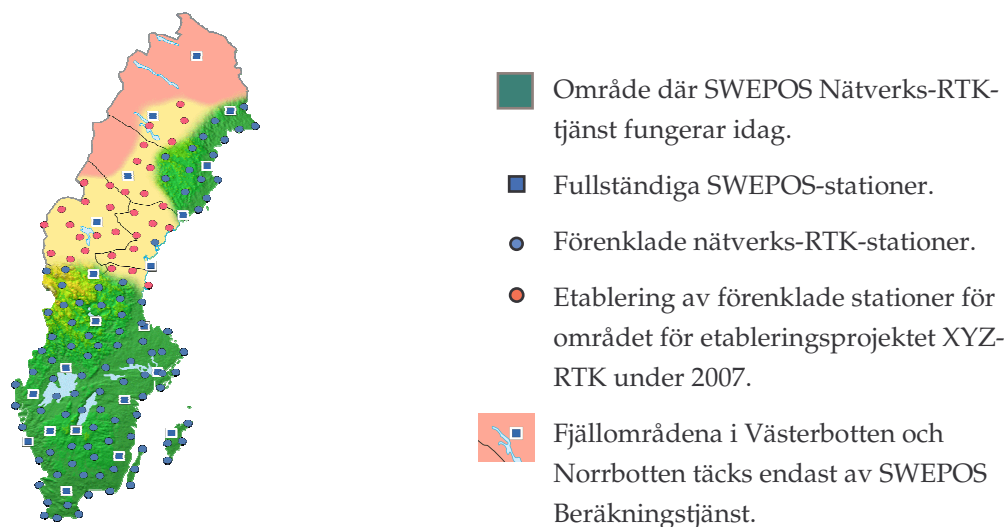 Område där SWEPOS Nätverks-RTK-
tjänst fungerar idag.
Fullständiga SWEPOS-stationer.
Förenklade nätverks-RTK-stationer.
Etablering av förenklade stationer för
området för etableringsprojektet XYZ-
RTK under 2007.
Fjällområdena i Västerbotten och
Norrbotten täcks endast av SWEPOS
Beräkningstjänst.